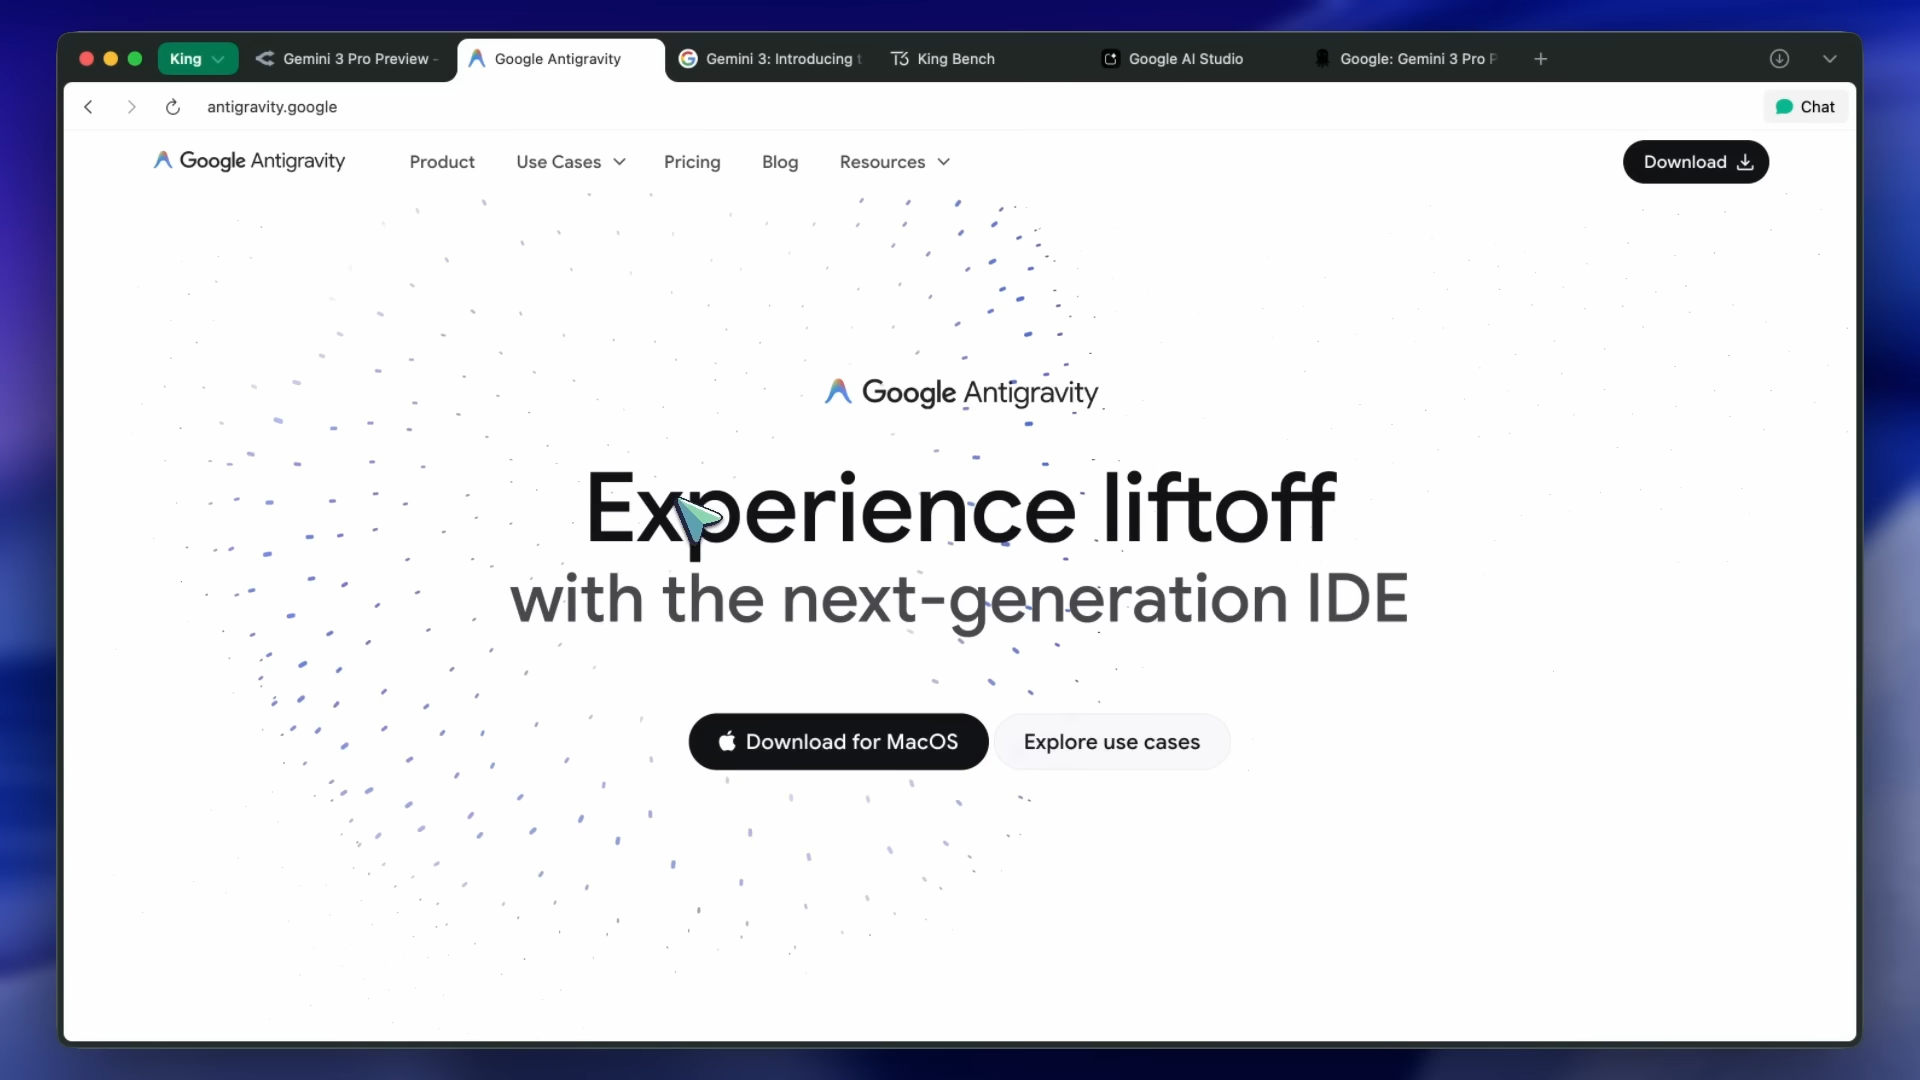 King
Gemini 3 Pro Preview -
Google Antigravity
Gemini 3: Introducing t
King Bench
Google AI Studio
Google: Gemini 3 Pro P
antigravity.google
Chat
Google Antigravity
Product
Use Cases
Pricing
Blog
Resources
Download
Google Antigravity
Experience liftoff
with the next-generation IDE
Download for MacOS
Explore use cases